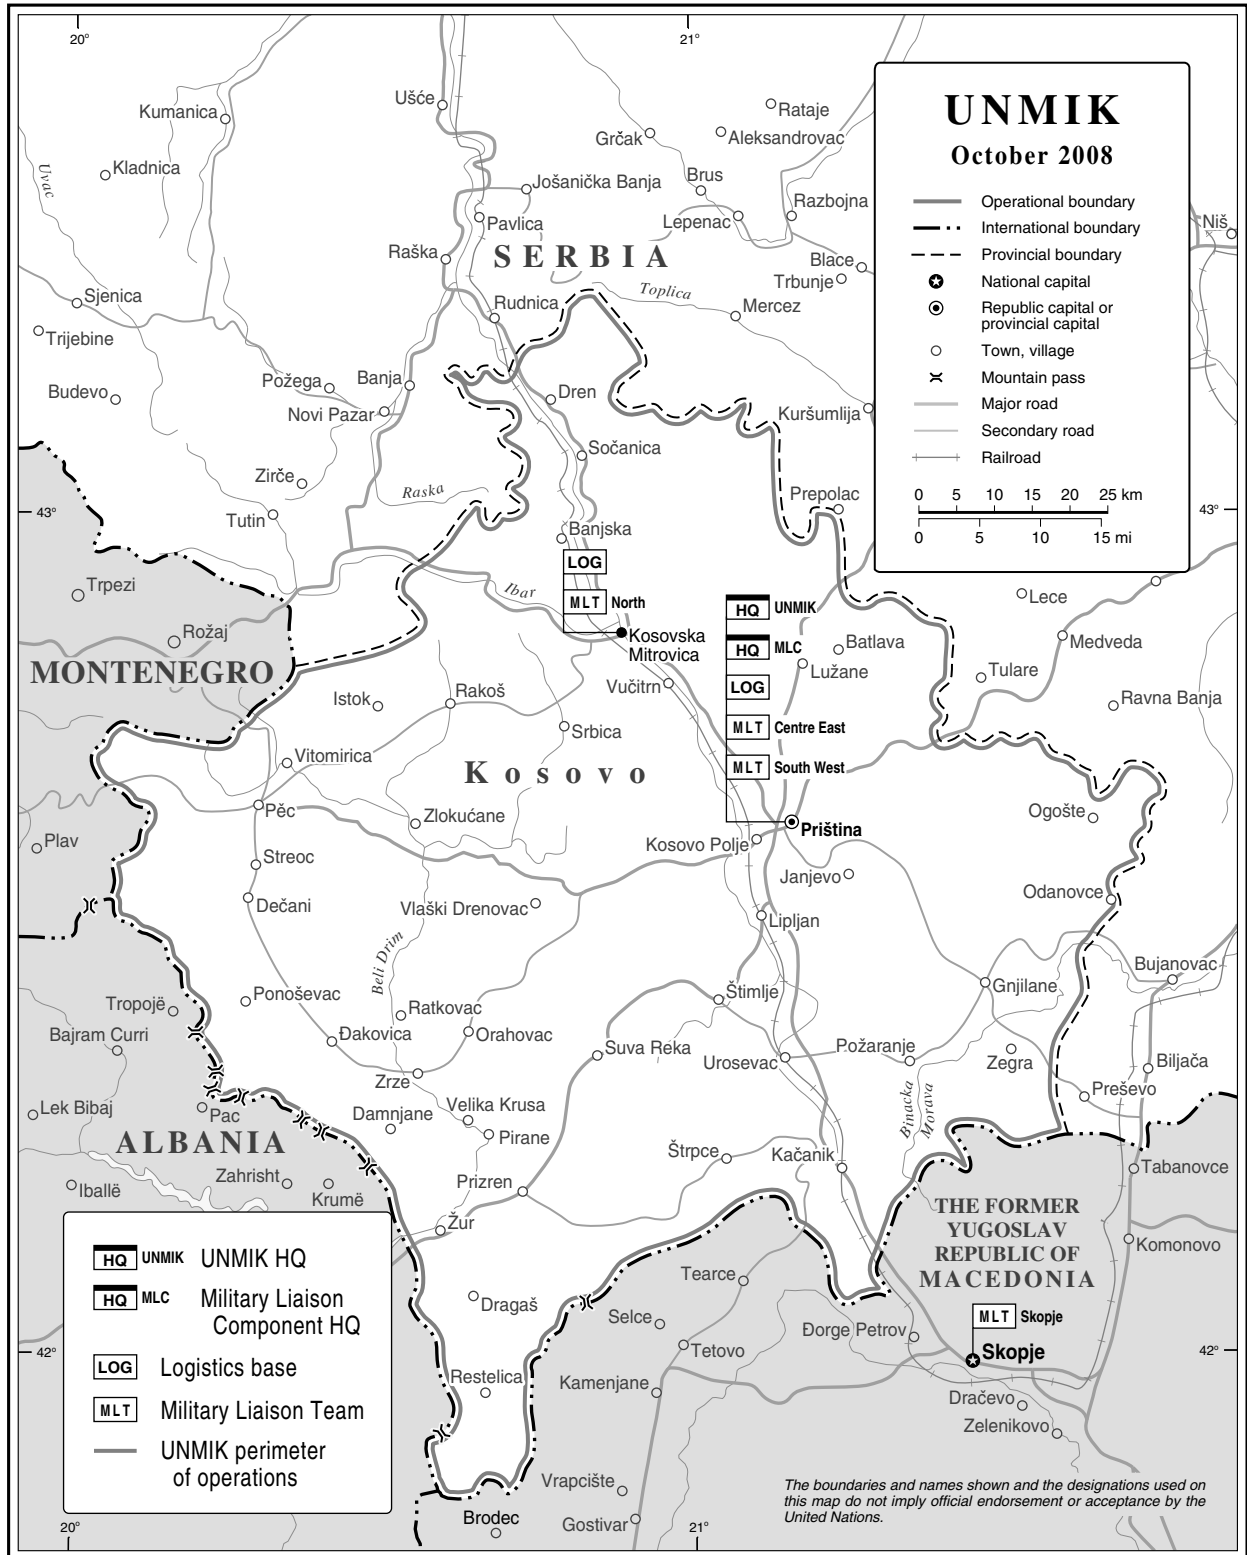 20°
21°
UNMIK
October 2008
Operational boundary
International boundary
Provincial boundary
National capital
Republic capital or
provincial capital
Town, village
Mountain pass
Major road
Secondary road
Railroad
0 5 10 15 20 25 km
0 5 10 15 mi
Ušće
Kumanica
Kladnica
Uvac
Rataje
Grčak
Aleksandrovac
Jošanička Banja
Brus
Razbojna
Lepenac
Pavlica
Niš
Raška
SERBIA
Blace
Trbunje
Toplica
Mercez
Sjenica
Rudnica
Trijebine
Požega
Banja
Budevo
Dren
Novi Pazar
Kuršumlija
Sočanica
Zirče
Raska
Prepolac
43°
43°
Tutin
Banjska
LOG
Trpezi
Ibar
MLT North
HQ UNMIK
Lece
Rožaj
Kosovska
Mitrovica
HQ MLC
Batlava
Medveda
MONTENEGRO
Lužane
Tulare
Vučitrn
LOG
Istok
Rakoš
Ravna Banja
Srbica
MLT Centre East
Vitomirica
Kosovo
MLT South West
Pěc
Zlokućane
Ogošte
Priština
Plav
Kosovo Polje
Streoc
Janjevo
Dečani
Vlaški Drenovac
Odanovce
Lipljan
Beli Drim
Bujanovac
Ponoševac
Štimlje
Gnjilane
Tropojë
Ratkovac
Bajram Curri
Đakovica
Orahovac
Suva Reka
Urosevac
Požaranje
Zegra
Biljača
Zrze
Preševo
Lek Bibaj
Pac
Damnjane
Velika Krusa
Binacka
Morava
ALBANIA
Pirane
Štrpce
Kačanik
Tabanovce
Iballë
Zahrisht
Krumë
Prizren
THE FORMER
YUGOSLAV
REPUBLIC OF
MACEDONIA
Žur
Komonovo
HQ UNMIK UNMIK HQ
HQ MLC Military Liaison
Component HQ
LOG Logistics base
MLT Military Liaison Team
UNMIK perimeter
of operations
Tearce
Dragaš
Selce
MLT Skopje
Đorge Petrov
Tetovo
Skopje
42°
42°
Restelica
Kamenjane
Dračevo
Zelenikovo
Vrapcište
Brodec
Gostivar
The boundaries and names shown and the designations used on
this map do not imply official endorsement or acceptance by the
United Nations.
20°
21°